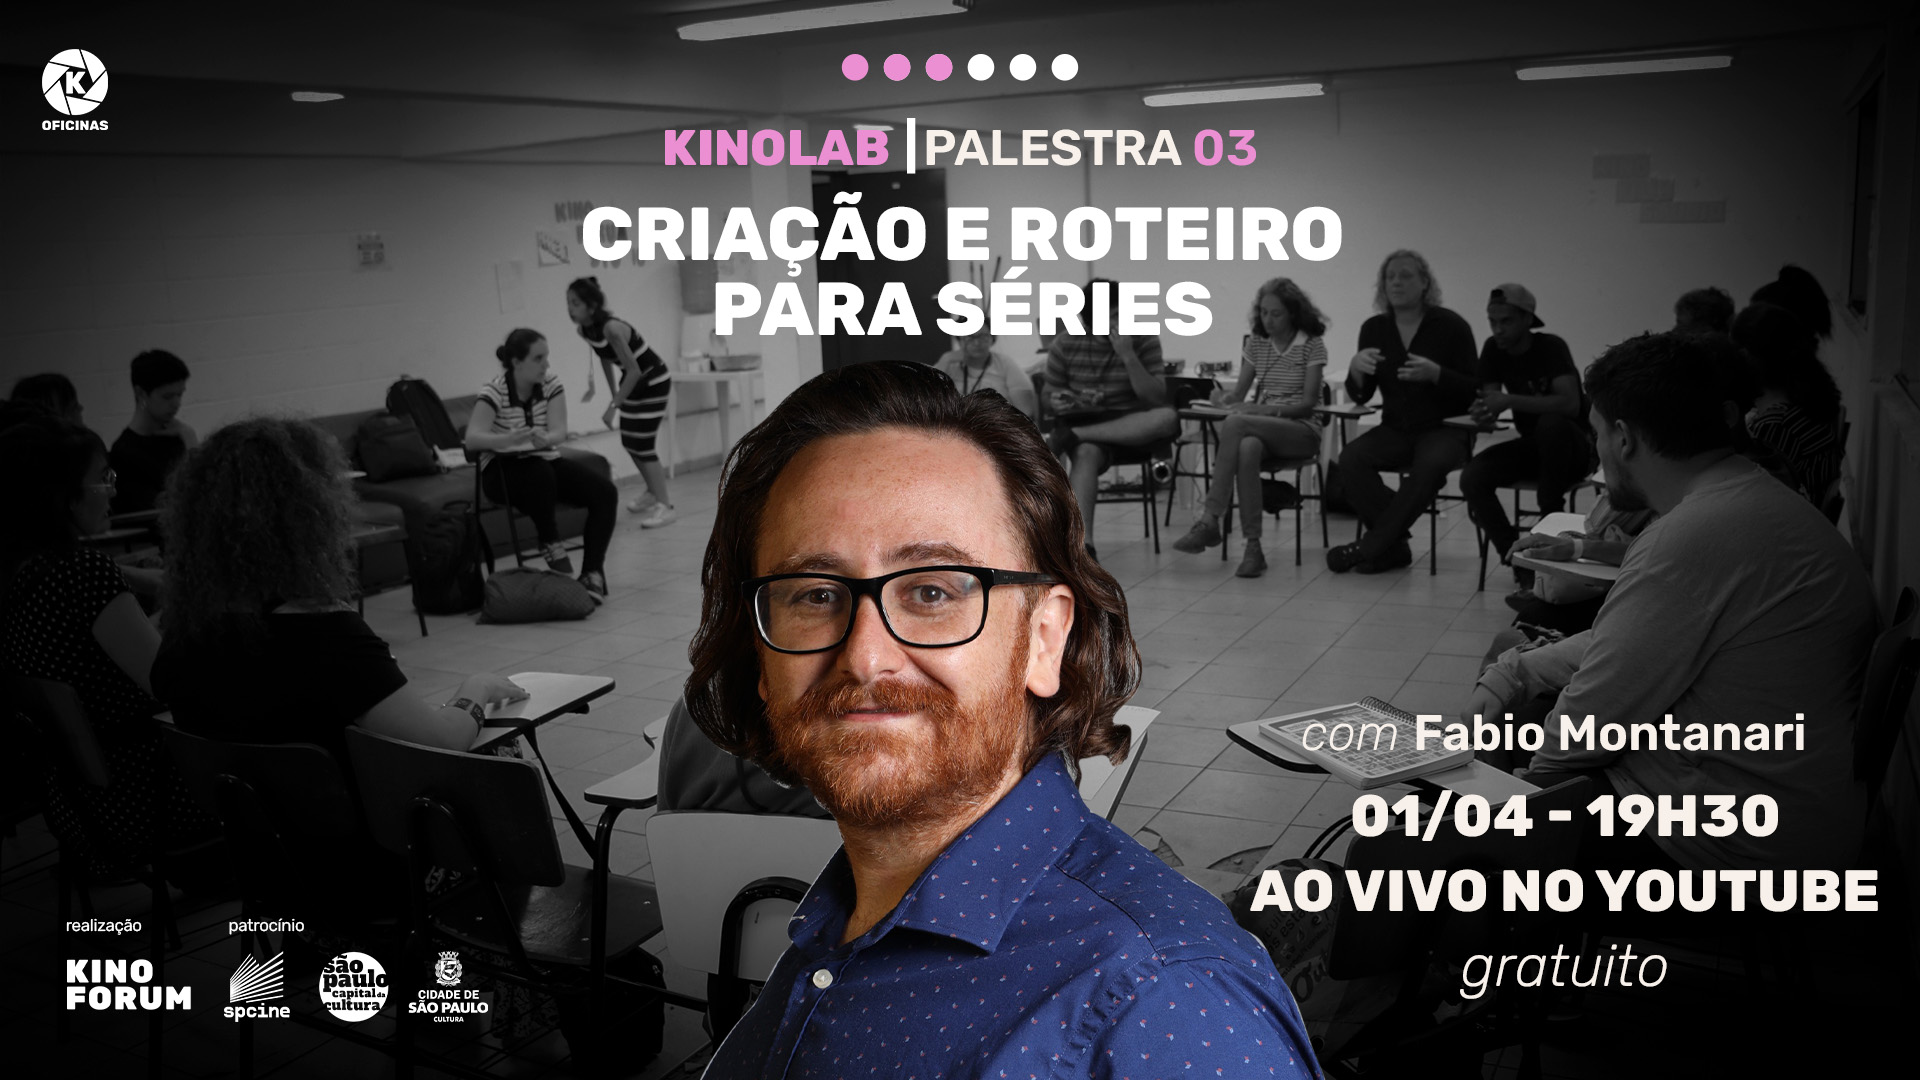 K
OFICINAS
KINOLAB | PALESTRA 03
CRIAÇÃO E ROTEIRO
PARA SÉRIES
com Fabio Montanari
01/04 - 19H30
AO VIVO NO YOUTUBE
gratuito
realização
KINO
FORUM
patrocínio
spcine
são
paulo
capital da
cultura
CIDADE DE
SÃO PAULO
CULTURA